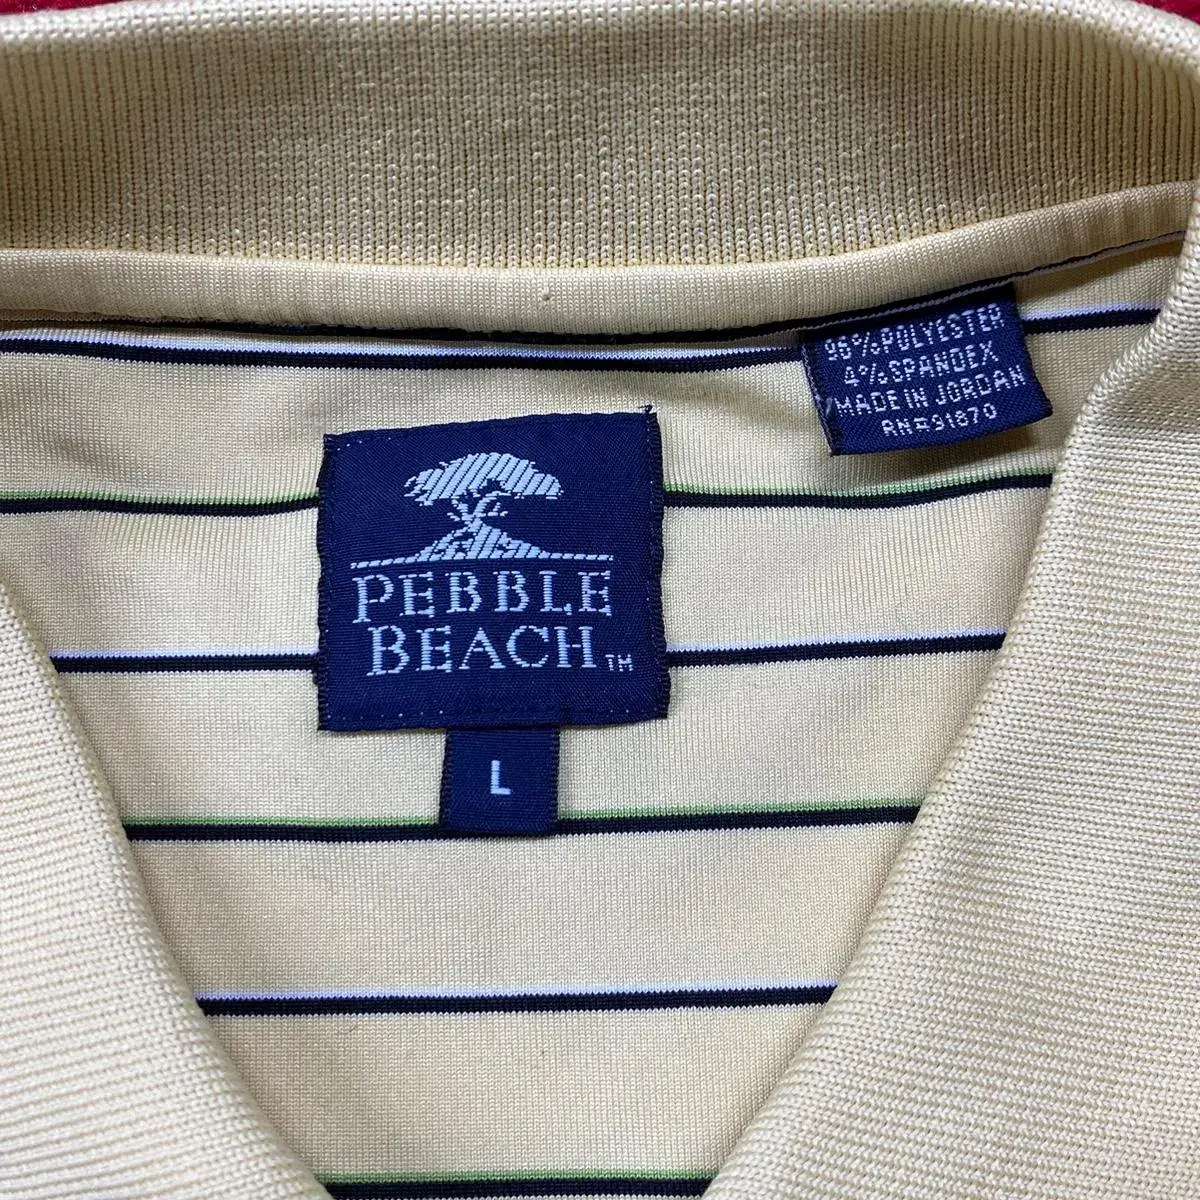 96% POLYESTER
4% SPANDEX
MADE IN JORDAN
RN#91870
PEBBLE
BEACH TM
L